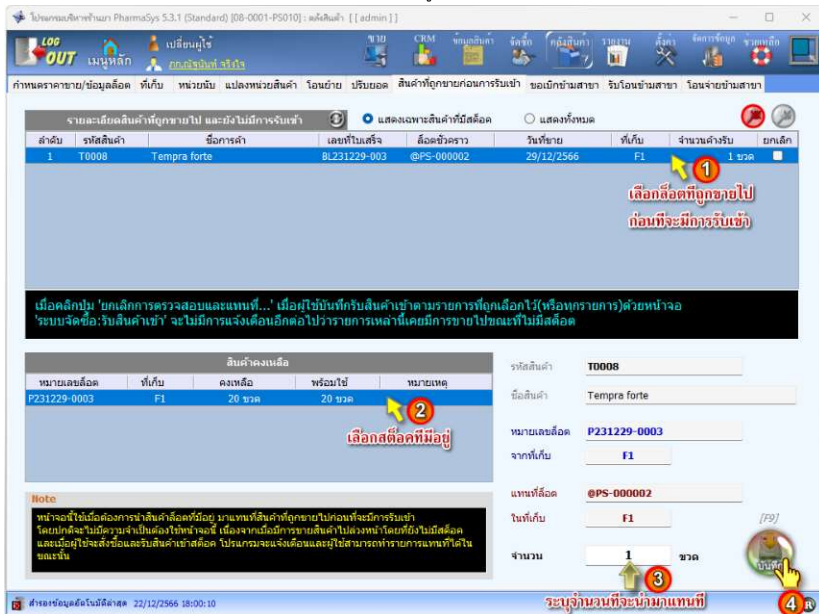 โปรแกรมบริหารร้านยา PharmaSys 5.3.1 (Standard) [08-0001-PS010] : คลังสินค้า [ [ admin ] ]
LOG OUT
เมนูหลัก
เปลี่ยนผู้ใช้
ขาย
CRM
ข้อมูลสินค้า
จัดซื้อ
คลังสินค้า
รายงาน
ตั้งค่า
จัดการข้อมูล
ช่วยเหลือ
กำหนดราคาขาย/ข้อมูลล็อต ที่เก็บ หน่วยนับ แปลงหน่วยสินค้า โอนย้าย ปรับยอด สินค้าที่ถูกขายก่อนการรับเข้า ขอเบิกข้ามสาขา รับโอนข้ามสาขา โอนจ่ายข้ามสาขา
รายละเอียดสินค้าที่ถูกขายไป และยังไม่มีการรับเข้า
แสดงเฉพาะสินค้าที่มีสต็อค
แสดงทั้งหมด
ลำดับ รหัสสินค้า ชื่อการค้า เลขที่ใบเสร็จ ล็อตชั่วคราว วันที่ขาย ที่เก็บ จำนวนค้างรับ ยกเลิก
1 T0008 Tempra forte BL231229-003 @PS-000002 29/12/2566 F1 1 ขวด
1
เลือกล็อตที่ถูกขายไป
ก่อนที่จะมีการรับเข้า
เมื่อคลิกปุ่ม 'ยกเลิกการตรวจสอบและแทนที่...' เมื่อผู้ใช้บันทึกรับสินค้าเข้าตามรายการที่ถูกเลือกไว้(หรือทุกรายการ)ด้วยหน้าจอ
'ระบบจัดซื้อ:รับสินค้าเข้า' จะไม่มีการแจ้งเตือนอีกต่อไปว่ารายการเหล่านี้เคยมีการขายไปขณะที่ไม่มีสต็อค
สินค้าคงเหลือ
หมายเลขล็อต ที่เก็บ คงเหลือ พร้อมใช้ หมายเหตุ
P231229-0003 F1 20 ขวด 20 ขวด
2
เลือกสต็อคที่มีอยู่
รหัสสินค้า T0008
ชื่อสินค้า Tempra forte
หมายเลขล็อต P231229-0003
จากที่เก็บ F1
แทนที่ล็อต @PS-000002
ในที่เก็บ F1
[F9]
จำนวน 1 ขวด
บันทึก
Note
หน้าจอนี้ใช้เมื่อต้องการนำสินค้าล็อตที่มีอยู่ มาแทนที่สินค้าที่ถูกขายไปก่อนที่จะมีการรับเข้า
โดยปกติจะไม่มีความจำเป็นต้องใช้หน้าจอนี้ เนื่องจากเมื่อมีการขายสินค้าไปล่วงหน้าโดยที่ยังไม่มีสต็อค
และเมื่อผู้ใช้จะสั่งซื้อและรับสินค้าเข้าสต็อค โปรแกรมจะแจ้งเตือนและผู้ใช้สามารถทำรายการแทนที่ได้ใน
ขณะนั้น
3
ระบุจำนวนที่จะนำมาแทนที่
4
สำรองข้อมูลอัตโนมัติล่าสุด 22/12/2566 18:00:10